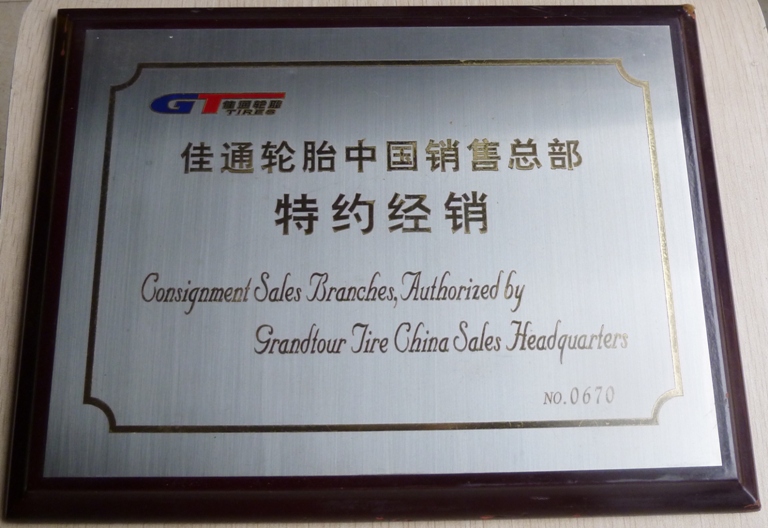 GT 佳通轮胎
TIRES
佳通轮胎中国销售总部
特约经销
Consignment Sales Branches, Authorized by
Grandtour Tire China Sales Headquarters
NO.0670